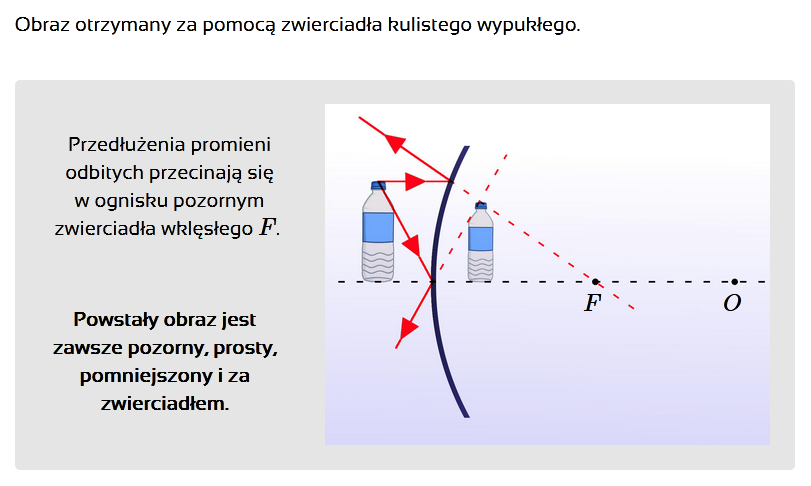 Obraz otrzymany za pomocą zwierciadła kulistego wypukłego.
Przedłużenia promieni
odbitych przecinają się
w ognisku pozornym
zwierciadła wklęsłego F.
Powstały obraz jest
zawsze pozorny, prosty,
pomniejszony i za
zwierciadłem.
F
O